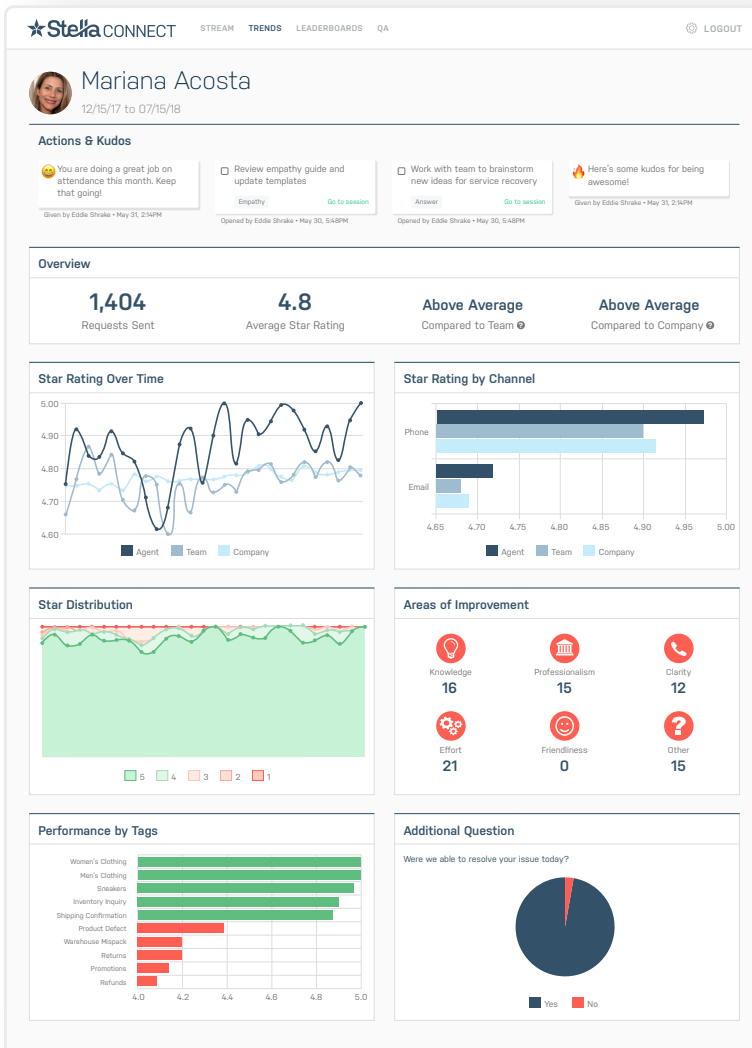 Stella CONNECT
STREAM TRENDS LEADERBOARDS QA
LOGOUT
Mariana Acosta
12/15/17 to 07/15/18
Actions & Kudos
You are doing a great job on
attendance this month. Keep
that going!
Given by Eddie Shrake • May 31, 2:14PM
Review empathy guide and
update templates
Empathy Go to session
Opened by Eddie Shrake • May 30, 5:48PM
Work with team to brainstorm
new ideas for service recovery
Answer Go to session
Opened by Eddie Shrake • May 30, 5:48PM
Here's some kudos for being
awesome!
Given by Eddie Shrake • May 31, 2:14PM
Overview
1,404
Requests Sent
4.8
Average Star Rating
Above Average
Compared to Team ?
Above Average
Compared to Company ?
Star Rating Over Time
5.00
4.90
4.80
4.70
4.60
Agent Team Company
Star Rating by Channel
Phone
Email
4.65 4.70 4.75 4.80 4.85 4.90 4.95 5.00
Agent Team Company
Star Distribution
5 4 3 2 1
Areas of Improvement
Knowledge
16
Professionalism
15
Clarity
12
Effort
21
Friendliness
0
?
Other
15
Performance by Tags
Women's Clothing
Men's Clothing
Sneakers
Inventory Inquiry
Shipping Confirmation
Product Defect
Warehouse Mispack
Returns
Promotions
Refunds
4.0 4.2 4.4 4.6 4.8 5.0
Additional Question
Were we able to resolve your issue today?
Yes No